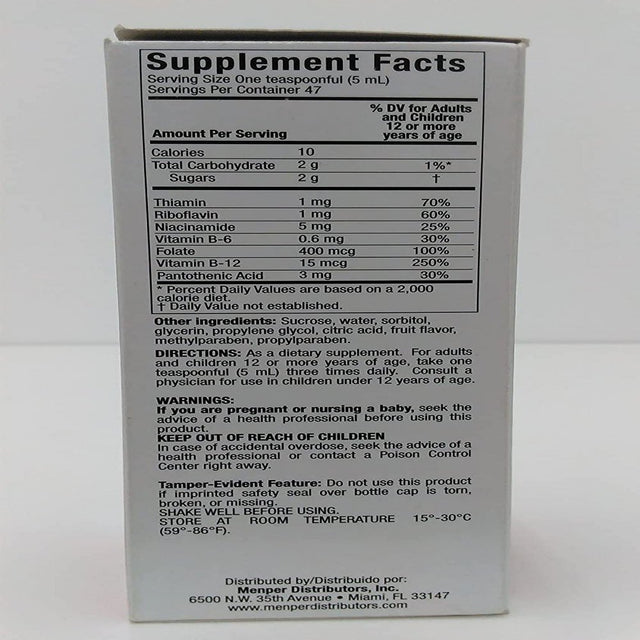 Supplement Facts
Serving Size One teaspoonful (5 mL)
Servings Per Container 47
% DV for Adults
and Children
12 or more
Amount Per Serving years of age
Calories 10
Total Carbohydrate 2 g 1%*
Sugars 2 g †
Thiamin 1 mg 70%
Riboflavin 1 mg 60%
Niacinamide 5 mg 25%
Vitamin B-6 0.6 mg 30%
Folate 400 mcg 100%
Vitamin B-12 15 mcg 250%
Pantothenic Acid 3 mg 30%
* Percent Daily Values are based on a 2,000
calorie diet.
† Daily Value not established.
Other ingredients: Sucrose, water, sorbitol,
glycerin, propylene glycol, citric acid, fruit flavor,
methylparaben, propylparaben.
DIRECTIONS: As a dietary supplement. For adults
and children 12 or more years of age, take one
teaspoonful (5 mL) three times daily. Consult a
physician for use in children under 12 years of age.
WARNINGS:
If you are pregnant or nursing a baby, seek the
advice of a health professional before using this
product.
KEEP OUT OF REACH OF CHILDREN
In case of accidental overdose, seek the advice of a
health professional or contact a Poison Control
Center right away.
Tamper-Evident Feature: Do not use this product
if imprinted safety seal over bottle cap is torn,
broken, or missing.
SHAKE WELL BEFORE USING.
STORE AT ROOM TEMPERATURE 15°-30°C
(59°-86°F).
Distributed by/Distribuido por:
Menper Distributors, Inc.
6500 N.W. 35th Avenue • Miami, FL 33147
www.menperdistributors.com